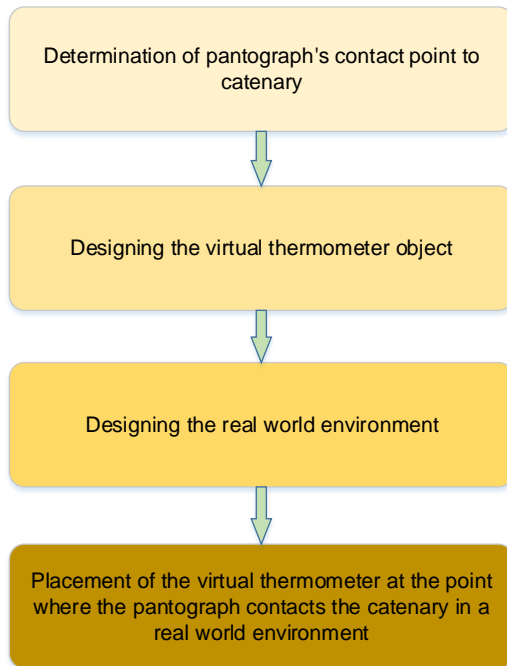 Determination of pantograph's contact point to
catenary
Designing the virtual thermometer object
Designing the real world environment
Placement of the virtual thermometer at the point
where the pantograph contacts the catenary in a
real world environment